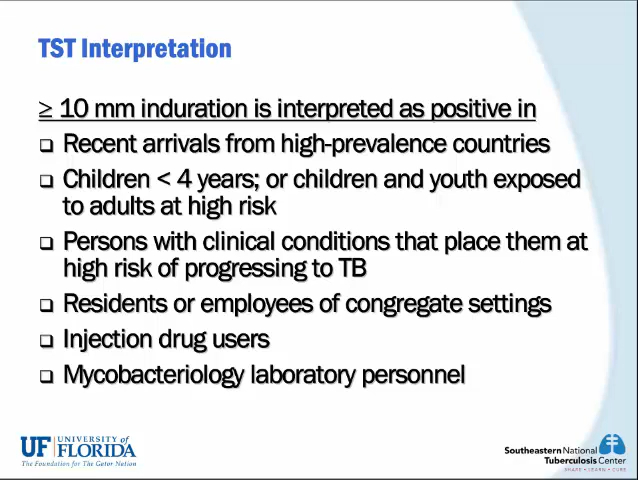 TST Interpretation
≥ 10 mm induration is interpreted as positive in
❑ Recent arrivals from high-prevalence countries
❑ Children < 4 years; or children and youth exposed
to adults at high risk
❑ Persons with clinical conditions that place them at
high risk of progressing to TB
❑ Residents or employees of congregate settings
❑ Injection drug users
❑ Mycobacteriology laboratory personnel
UF UNIVERSITY of
FLORIDA
The Foundation for The Gator Nation
Southeastern National
Tuberculosis Center
SHARE • LEARN • CURE